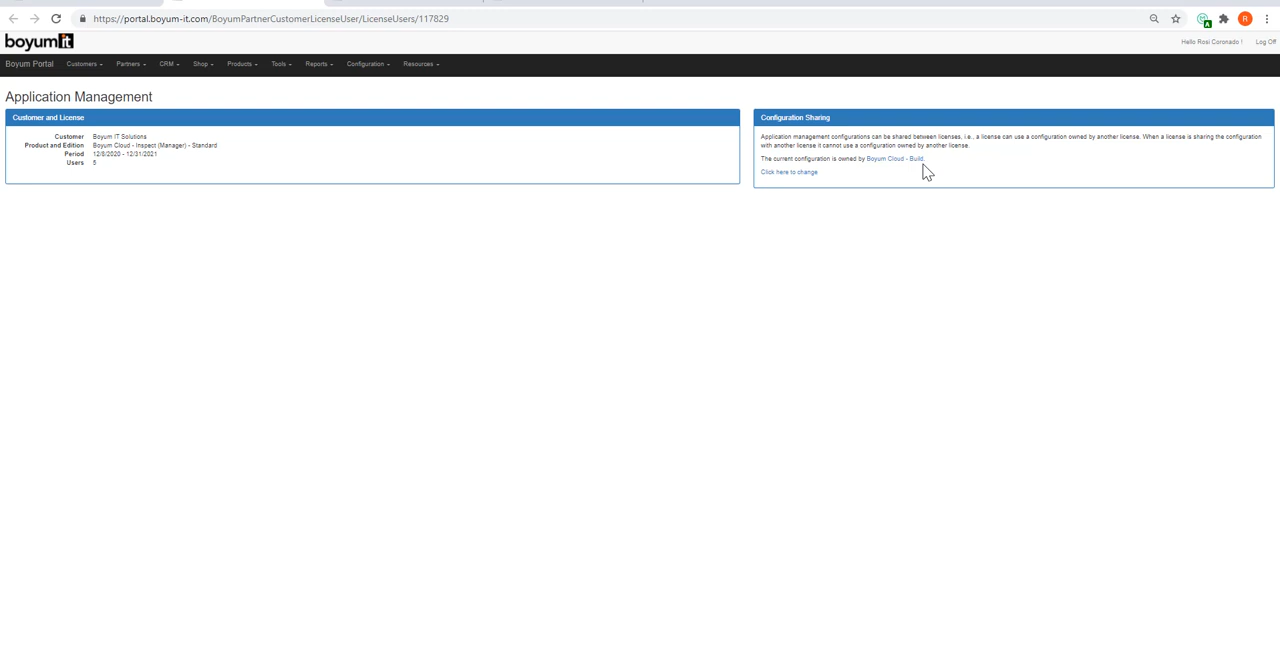 https://portal.boyum-it.com/BoyumPartnerCustomerLicenseUser/LicenseUsers/117829
A
R
boyumit
Hello Rosi Coronado !
Log Off
Boyum Portal
Customers
Partners
CRM
Shop
Products
Tools
Reports
Configuration
Resources
Application Management
Customer and License
Customer Boyum IT Solutions
Product and Edition Boyum Cloud - Inspect (Manager) - Standard
Period 12/8/2020 - 12/31/2021
Users 5
Configuration Sharing
Application management configurations can be shared between licenses, i.e., a license can use a configuration owned by another license. When a license is sharing the configuration
with another license it cannot use a configuration owned by another license.
The current configuration is owned by Boyum Cloud - Build.
Click here to change